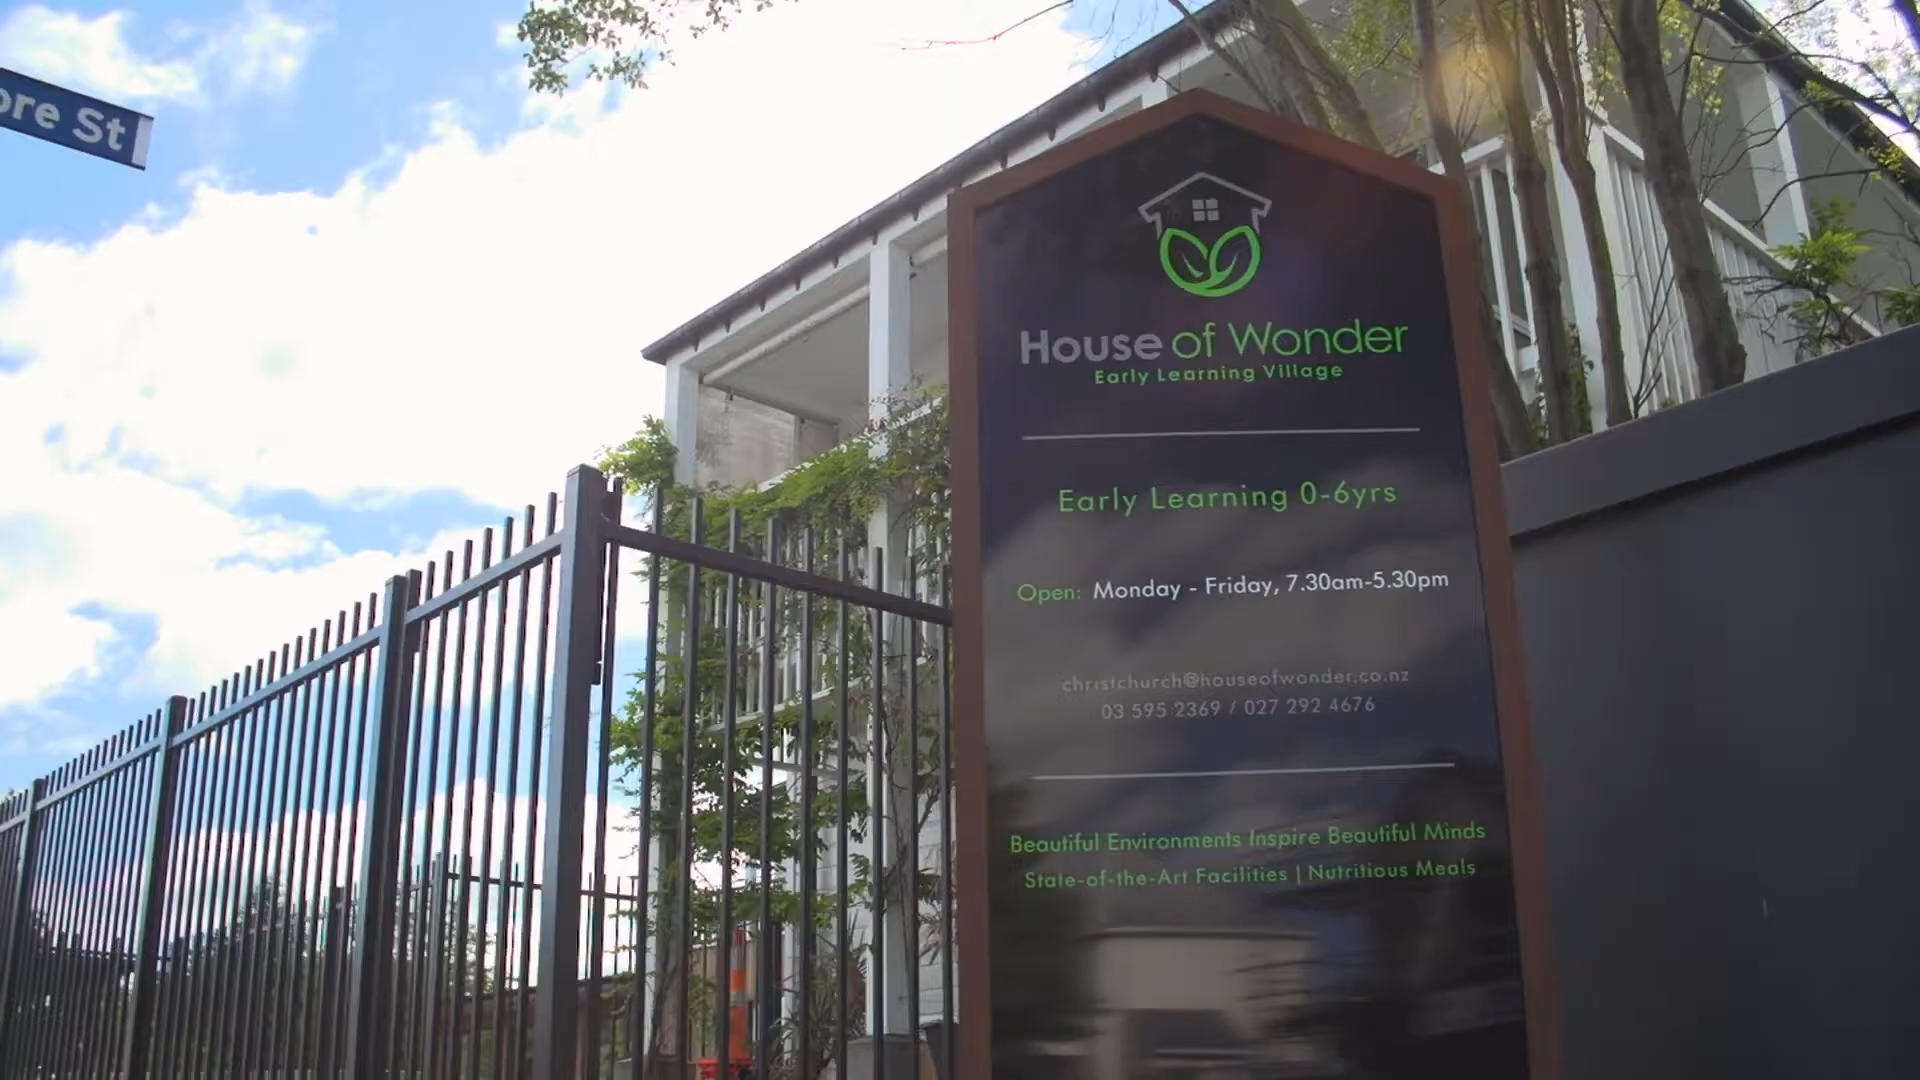 St
House of Wonder
Early Learning Village
Early Learning 0-6yrs
Open: Monday - Friday, 7.30am-5.30pm
christchurch@houseofwonder.co.nz
03 595 2369 / 027 292 4676
Beautiful Environments Inspire Beautiful Minds
State-of-the-Art Facilities | Nutritious Meals